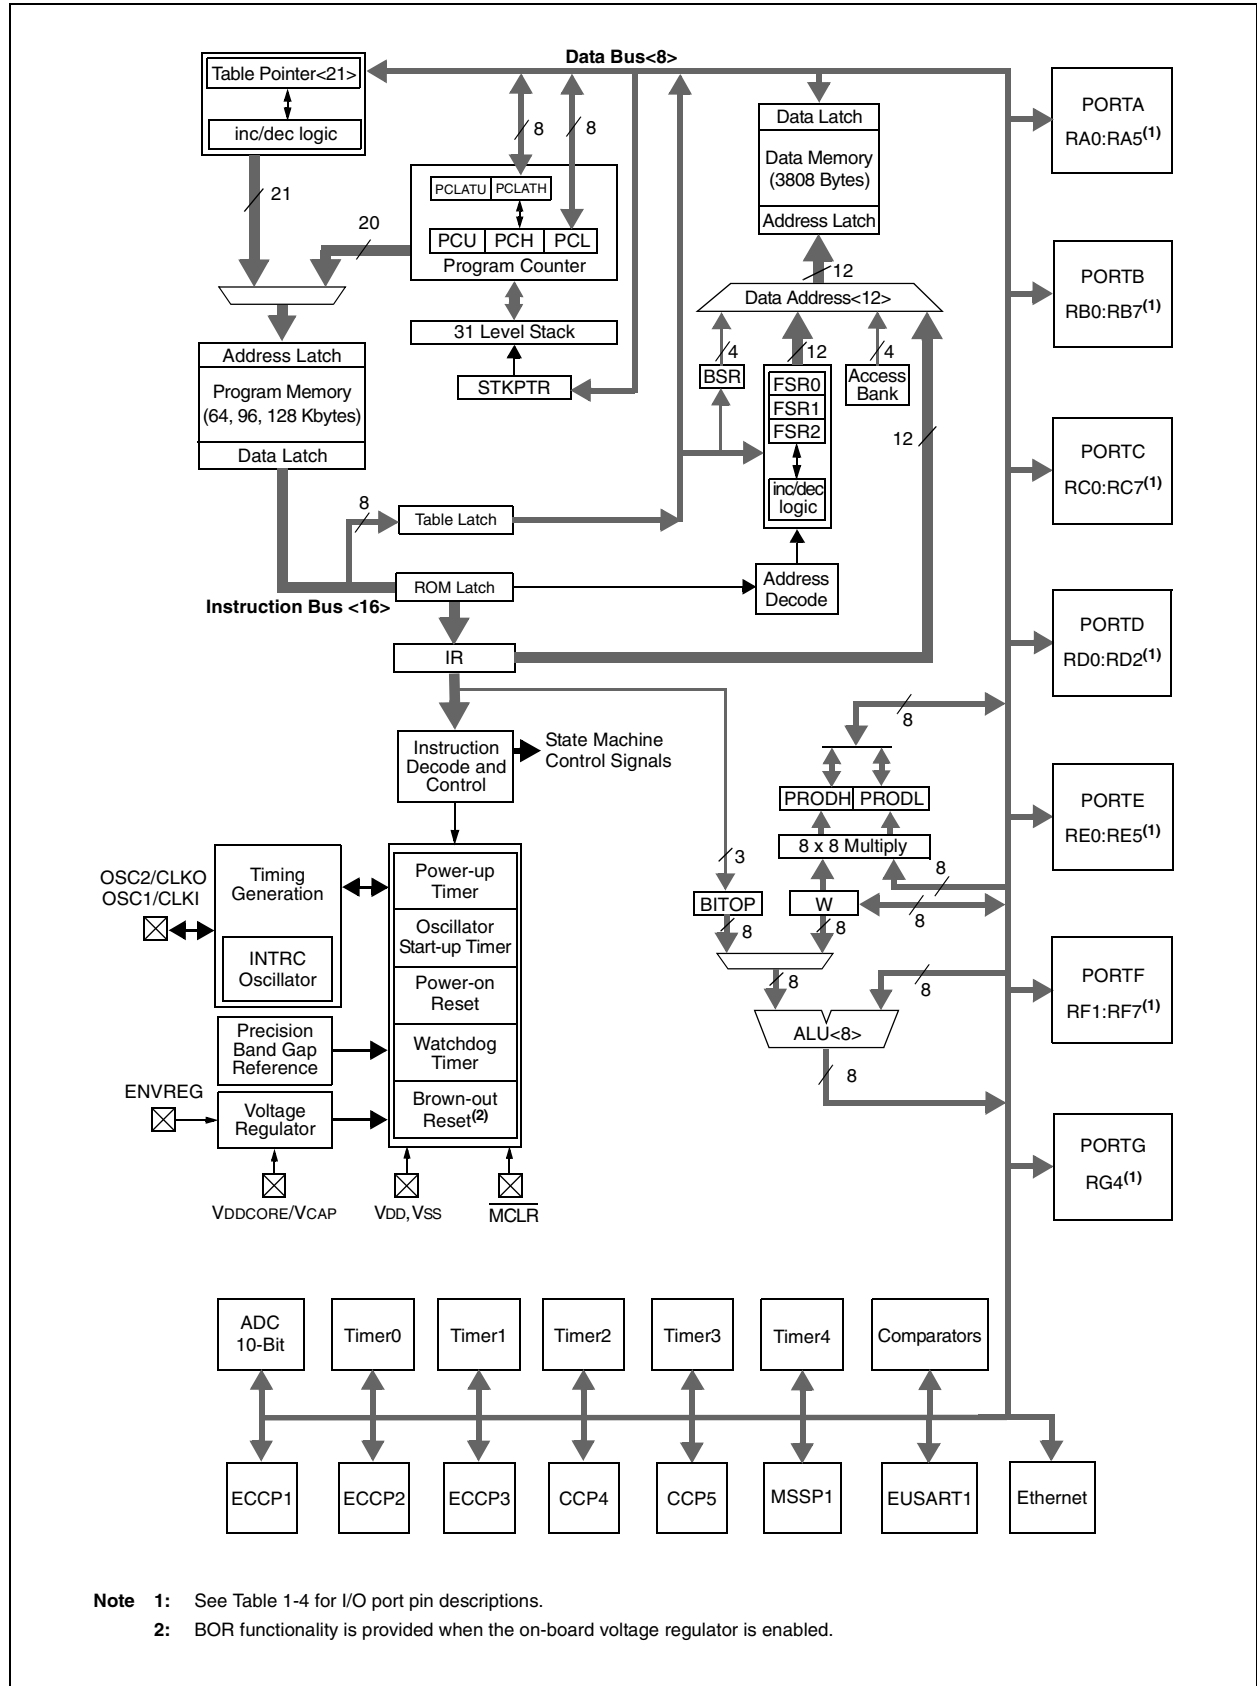 Data Bus<8>
Table Pointer<21>
inc/dec logic
21
20
8
8
PCLATU
PCLATH
PCU
PCH
PCL
Program Counter
31 Level Stack
STKPTR
Data Latch
Data Memory
(3808 Bytes)
Address Latch
12
Data Address<12>
4
12
4
BSR
FSR0
FSR1
FSR2
inc/dec
logic
Access
Bank
12
Address Latch
Program Memory
(64, 96, 128 Kbytes)
Data Latch
8
Table Latch
ROM Latch
Instruction Bus <16>
Address
Decode
IR
Instruction
Decode and
Control
State Machine
Control Signals
8
PRODH
PRODL
8 x 8 Multiply
3
8
BITOP
W
8
8
8
8
8
ALU<8>
8
OSC2/CLKO
OSC1/CLKI
Timing
Generation
INTRC
Oscillator
Power-up
Timer
Oscillator
Start-up Timer
Power-on
Reset
Watchdog
Timer
Brown-out
Reset(2)
Precision
Band Gap
Reference
ENVREG
Voltage
Regulator
VDDCORE/VCAP
VDD, VSS
MCLR
PORTA
RA0:RA5(1)
PORTB
RB0:RB7(1)
PORTC
RC0:RC7(1)
PORTD
RD0:RD2(1)
PORTE
RE0:RE5(1)
PORTF
RF1:RF7(1)
PORTG
RG4(1)
ADC
10-Bit
Timer0
Timer1
Timer2
Timer3
Timer4
Comparators
ECCP1
ECCP2
ECCP3
CCP4
CCP5
MSSP1
EUSART1
Ethernet
Note 1: See Table 1-4 for I/O port pin descriptions.
2: BOR functionality is provided when the on-board voltage regulator is enabled.